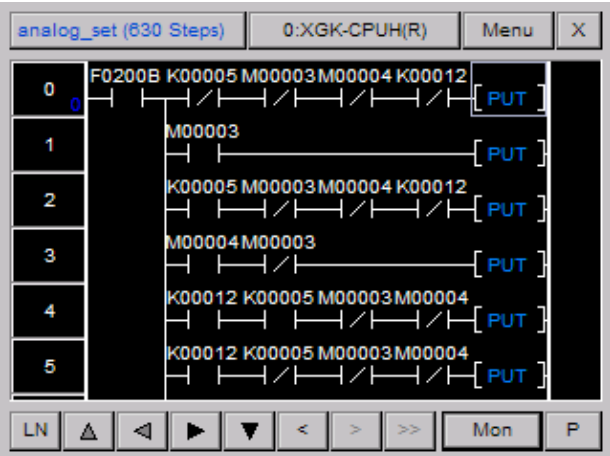 analog_set (630 Steps) 0:XGK-CPUH(R) Menu X
F0200B K00005 M00003 M00004 K00012
0 0 [ PUT ]
M00003
1 [ PUT ]
K00005 M00003 M00004 K00012
2 [ PUT ]
M00004 M00003
3 [ PUT ]
K00012 K00005 M00003 M00004
4 [ PUT ]
K00012 K00005 M00003 M00004
5 [ PUT ]
LN < > >> Mon P